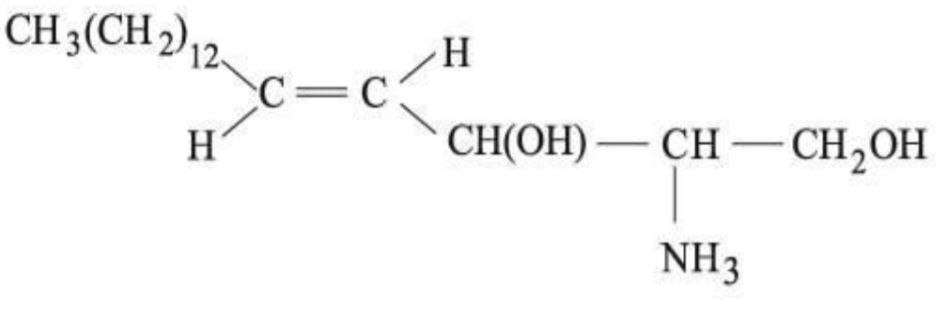 CH₃(CH₂)₁₂ H
C=C
H CH(OH)—CH—CH₂OH
NH₃